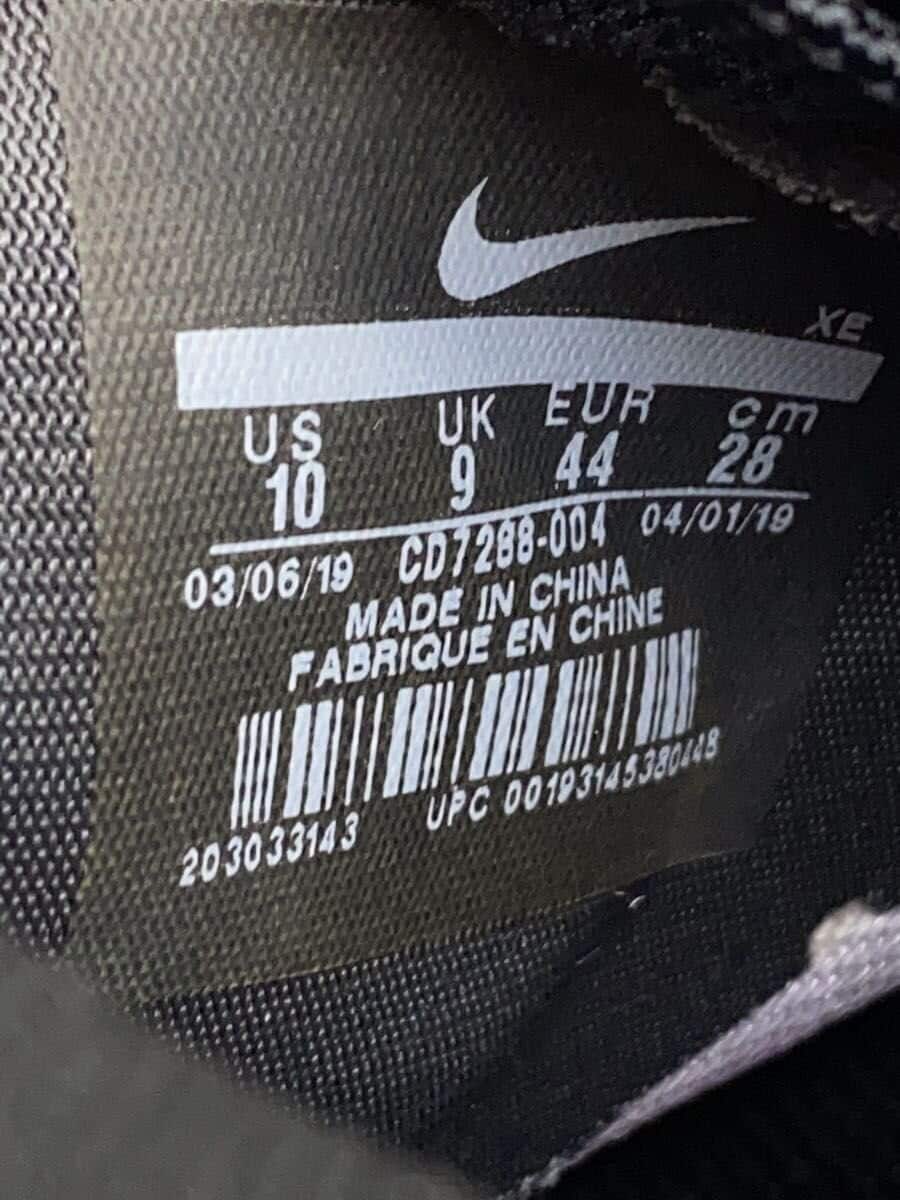 XE
US UK EUR cm
10 9 44 28
03/06/19 CD7288-004 04/01/19
MADE IN CHINA
FABRIQUE EN CHINE
203033143 UPC 00193145380448